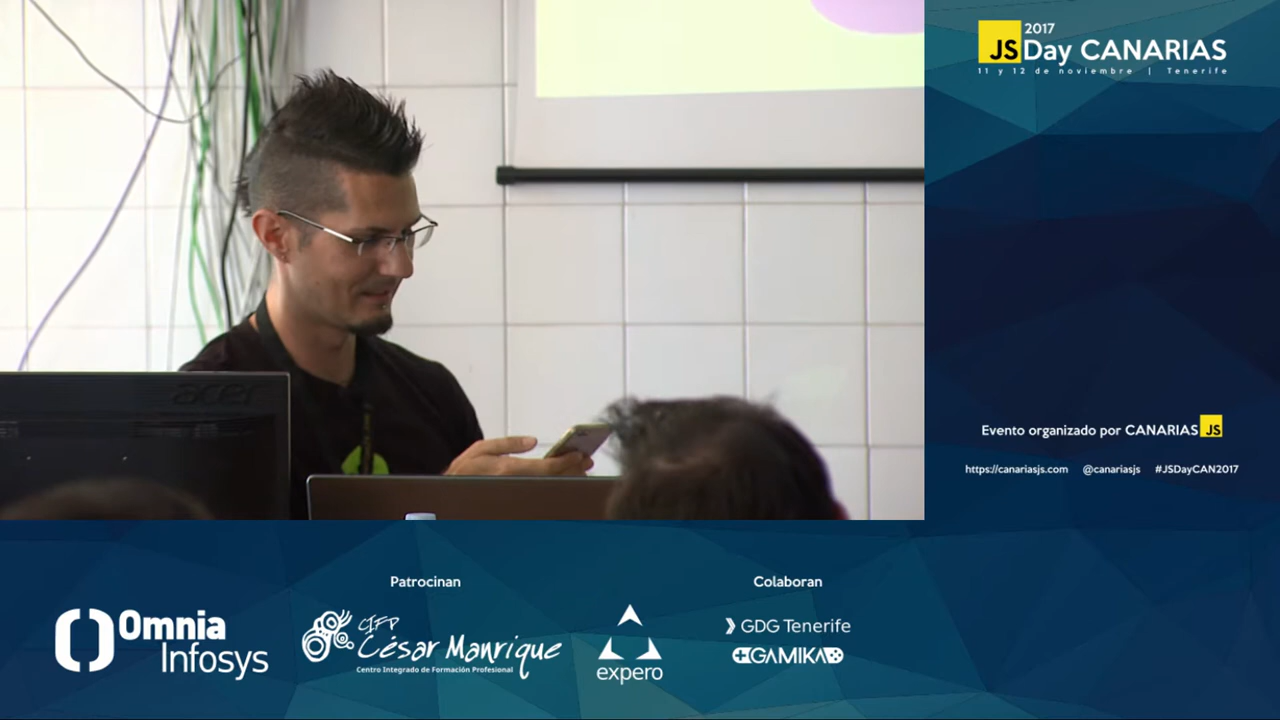 2017
JS Day CANARIAS
11 y 12 de noviembre | Tenerife
acer
Evento organizado por CANARIAS JS
https://canariasjs.com @canariasjs #JSDayCAN2017
Patrocinan
Colaboran
Omnia
Infosys
CIFP
César Manrique
Centro Integrado de Formación Profesional
expero
GDG Tenerife
GAMIKA